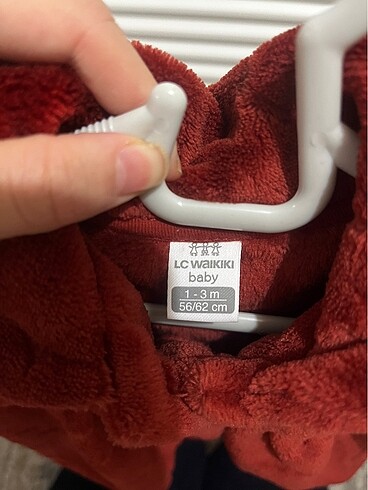 LC WAIKIKI
baby
1 - 3 m
56/62 cm